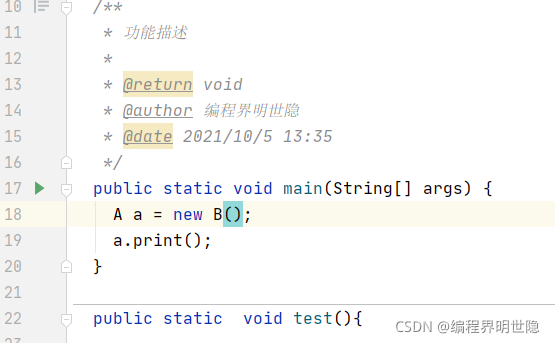 10 /**
11 * 功能描述
12 *
13 * @return void
14 * @author 编程界明世隐
15 * @date 2021/10/5 13:35
16 */
17 public static void main(String[] args) {
18 A a = new B();
19 a.print();
20 }
21
22 public static  void test(){
CSDN @编程界明世隐